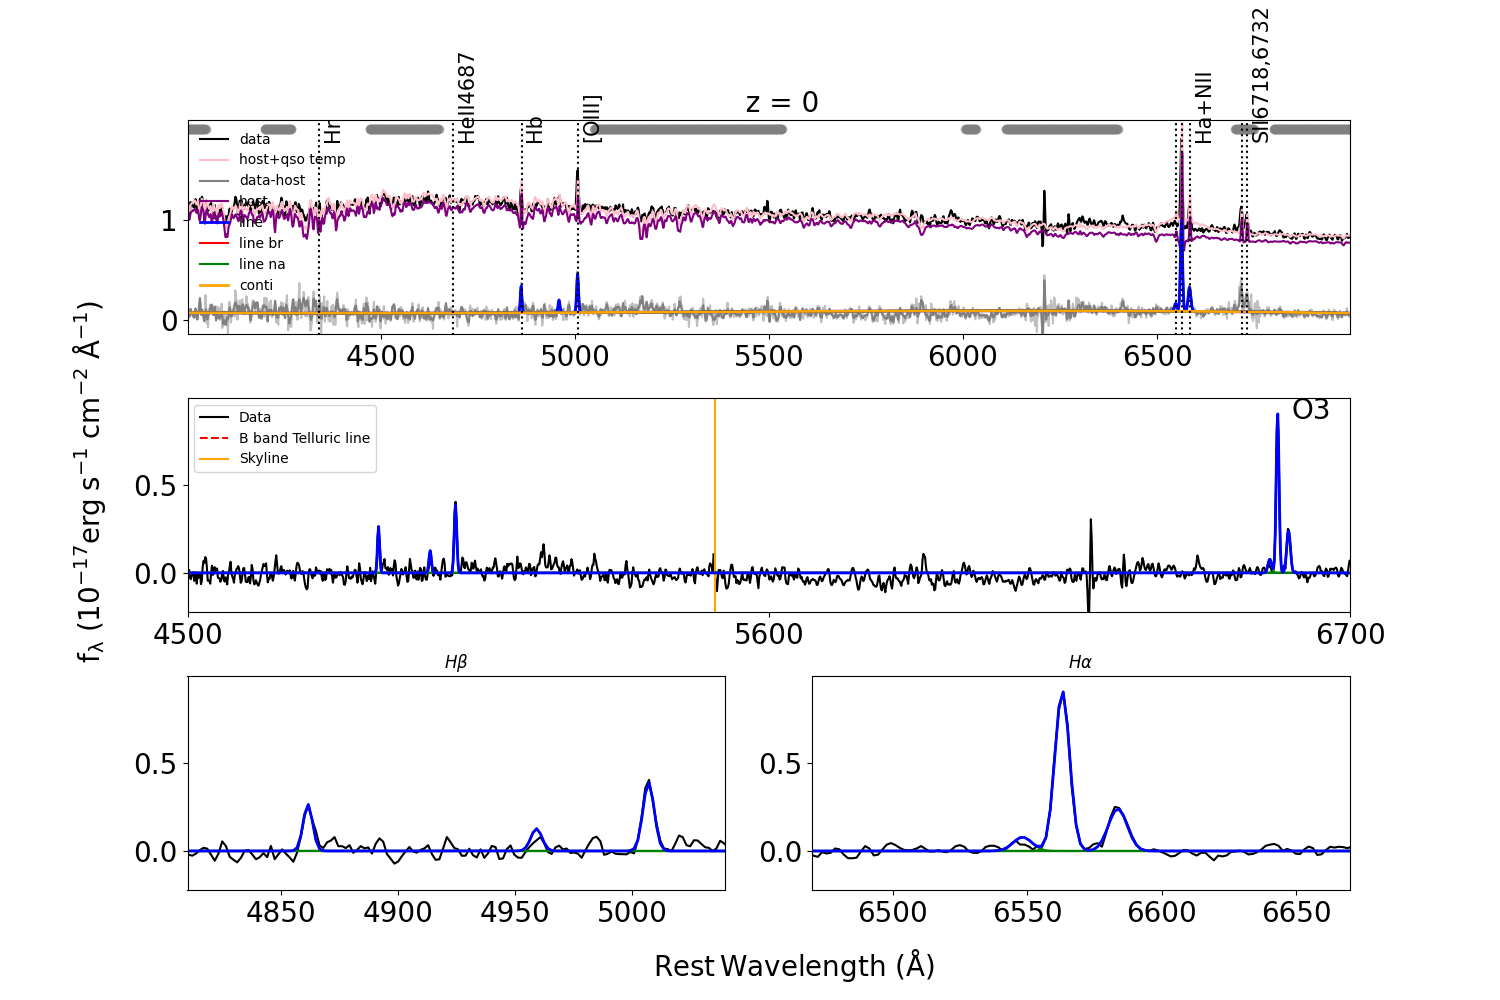 z = 0
Hr
HeII4687
Hb
[OIII]
Ha+NII
SII6718,6732
data
host+qso temp
data-host
host
line
line br
line na
conti
1
0
4500 5000 5500 6000 6500
Data
B band Telluric line
Skyline
O3
0.5
0.0
4500 5600 6700
fλ (10−17erg s−1 cm−2 Å−1)
Hβ
0.5
0.0
4850 4900 4950 5000
Hα
0.5
0.0
6500 6550 6600 6650
Rest Wavelength (Å)